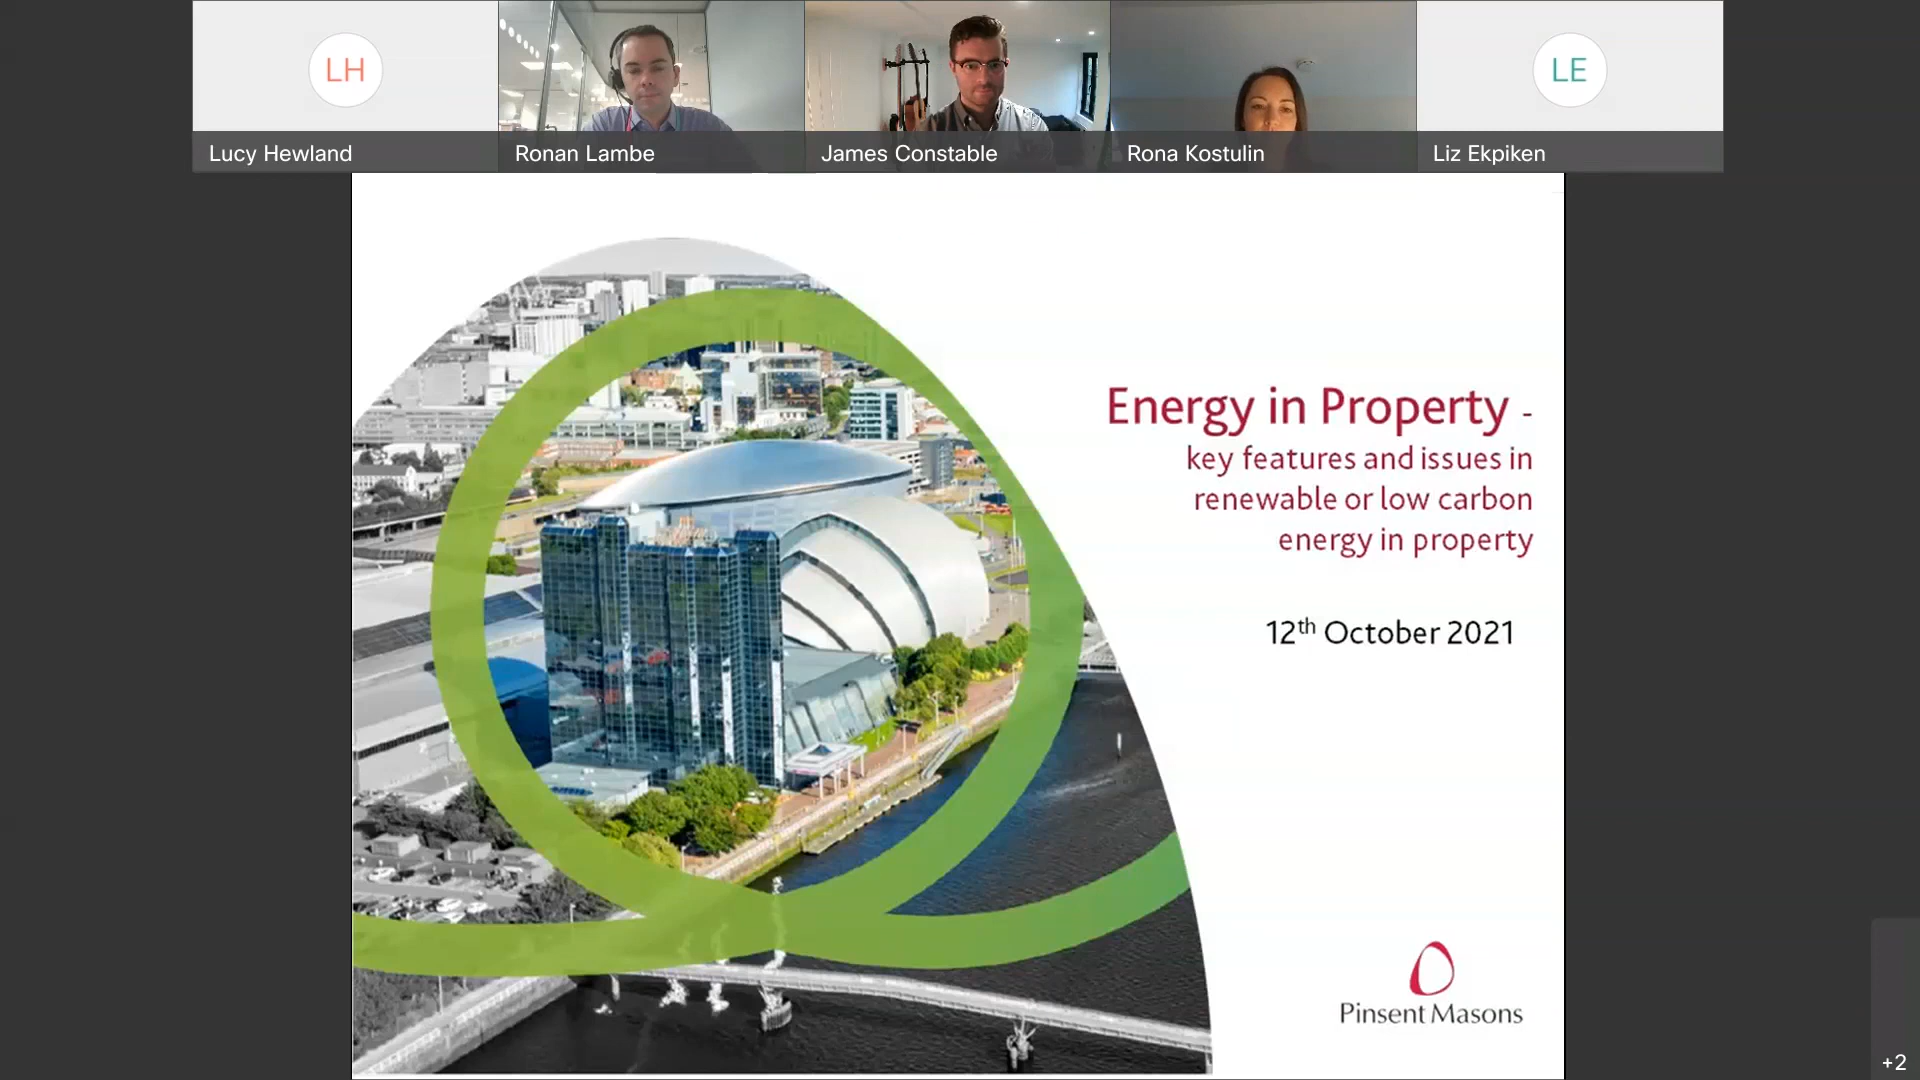 LH
LE
Lucy Hewland
Ronan Lambe
James Constable
Rona Kostulin
Liz Ekpiken
Energy in Property -
key features and issues in
renewable or low carbon
energy in property
12th October 2021
Pinsent Masons
+2